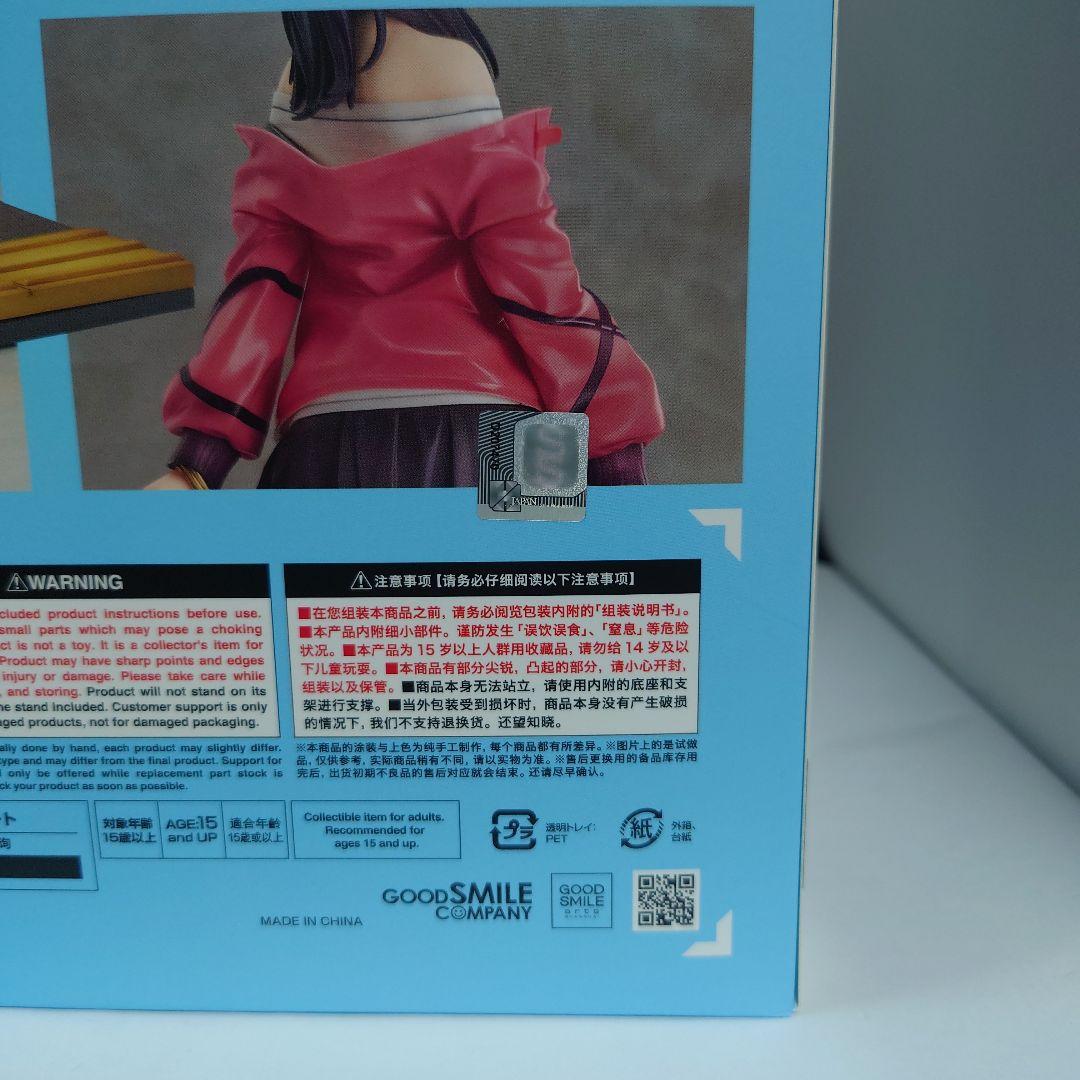 JAPAN
⚠WARNING
cluded product instructions before use.
small parts which may pose a choking
ct is not a toy. It is a collector's item for
Product may have sharp points and edges
injury or damage. Please take care while
, and storing. Product will not stand on its
he stand included. Customer support is only
aged products, not for damaged packaging.
ally done by hand, each product may slightly differ.
type and may differ from the final product. Support for
only be offered while replacement part stock is
ck your product as soon as possible.
⚠注意事项【请务必仔细阅读以下注意事项】
■在您组装本商品之前，请务必阅览包装内附的「组装说明书」。
■本产品内附细小部件。谨防发生「误饮误食」、「窒息」等危险
状况。■本产品为 15 岁以上人群用收藏品，请勿给 14 岁及以
下儿童玩耍。■本商品有部分尖锐，凸起的部分，请小心开封，
组装以及保管。■商品本身无法站立，请使用内附的底座和支
架进行支撑。■当外包装受到损坏时，商品本身没有产生破损
的情况下，我们不支持退换货。还望知晓。
※本商品的涂装与上色为纯手工制作，每个商品都有所差异。※图片上的是试做
品，仅供参考，实际商品稍有不同，请以实物为准。※售后更换用的备品库存用
完后，出货初期不良品的售后对应就会结束。还请尽早确认。
ート
询
対象年齢
15歳以上
AGE:15
and UP
適合年齡
15歲或以上
Collectible item for adults.
Recommended for
ages 15 and up.
プラ
透明トレイ:
PET
紙
外箱、
台紙
MADE IN CHINA
GOOD SMILE
COMPANY
GOOD
SMILE
arts
SHANGHAI